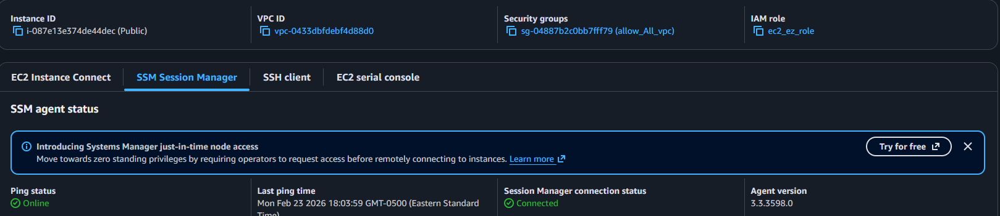 Instance ID
i-087e13e374de44dec (Public)
VPC ID
vpc-0433dbfdebf4d88d0
Security groups
sg-04887b2c0bb7fff79 (allow_All_vpc)
IAM role
ec2_ez_role
EC2 Instance Connect
SSM Session Manager
SSH client
EC2 serial console
SSM agent status
Introducing Systems Manager just-in-time node access
Move towards zero standing privileges by requiring operators to request access before remotely connecting to instances. Learn more
Try for free
Ping status
Online
Last ping time
Mon Feb 23 2026 18:03:59 GMT-0500 (Eastern Standard
Time)
Session Manager connection status
Connected
Agent version
3.3.3598.0